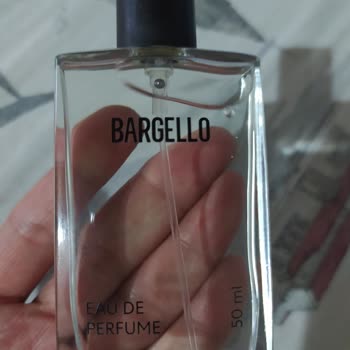 BARGELLO
EAU DE
PERFUME
50 ml